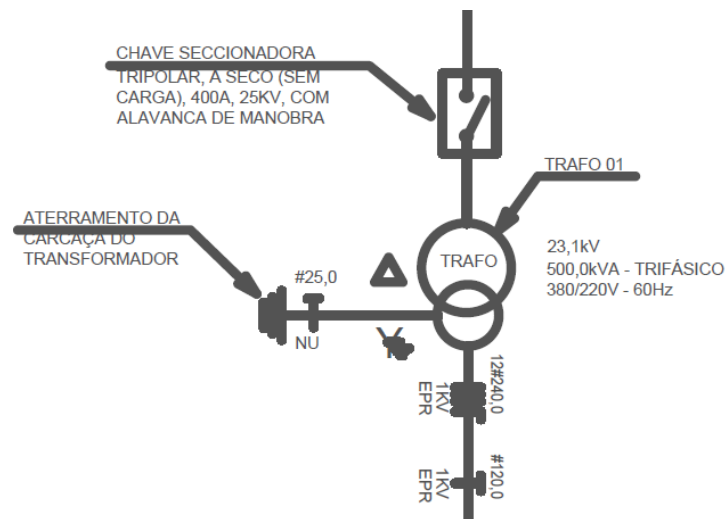 CHAVE SECCIONADORA
TRIPOLAR, A SECO (SEM
CARGA), 400A, 25KV, COM
ALAVANCA DE MANOBRA
TRAFO 01
ATERRAMENTO DA
CARCAÇA DO
TRANSFORMADOR
TRAFO
23,1kV
500,0kVA - TRIFÁSICO
380/220V - 60Hz
#25,0
NU
Y
12#240,0
1KV
EPR
#120,0
1KV
EPR